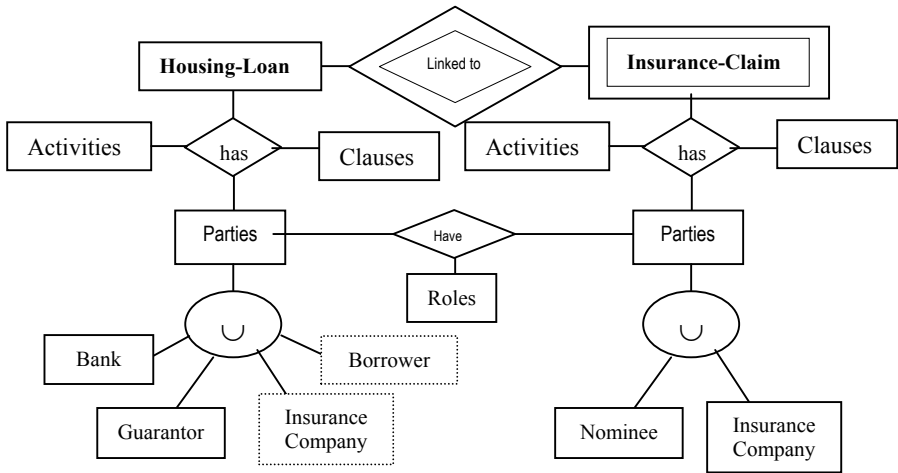 Housing-Loan
Linked to
Insurance-Claim
Activities
has
Clauses
Activities
has
Clauses
Parties
Have
Parties
Roles
∪
∪
Bank
Borrower
Guarantor
Insurance
Company
Nominee
Insurance
Company